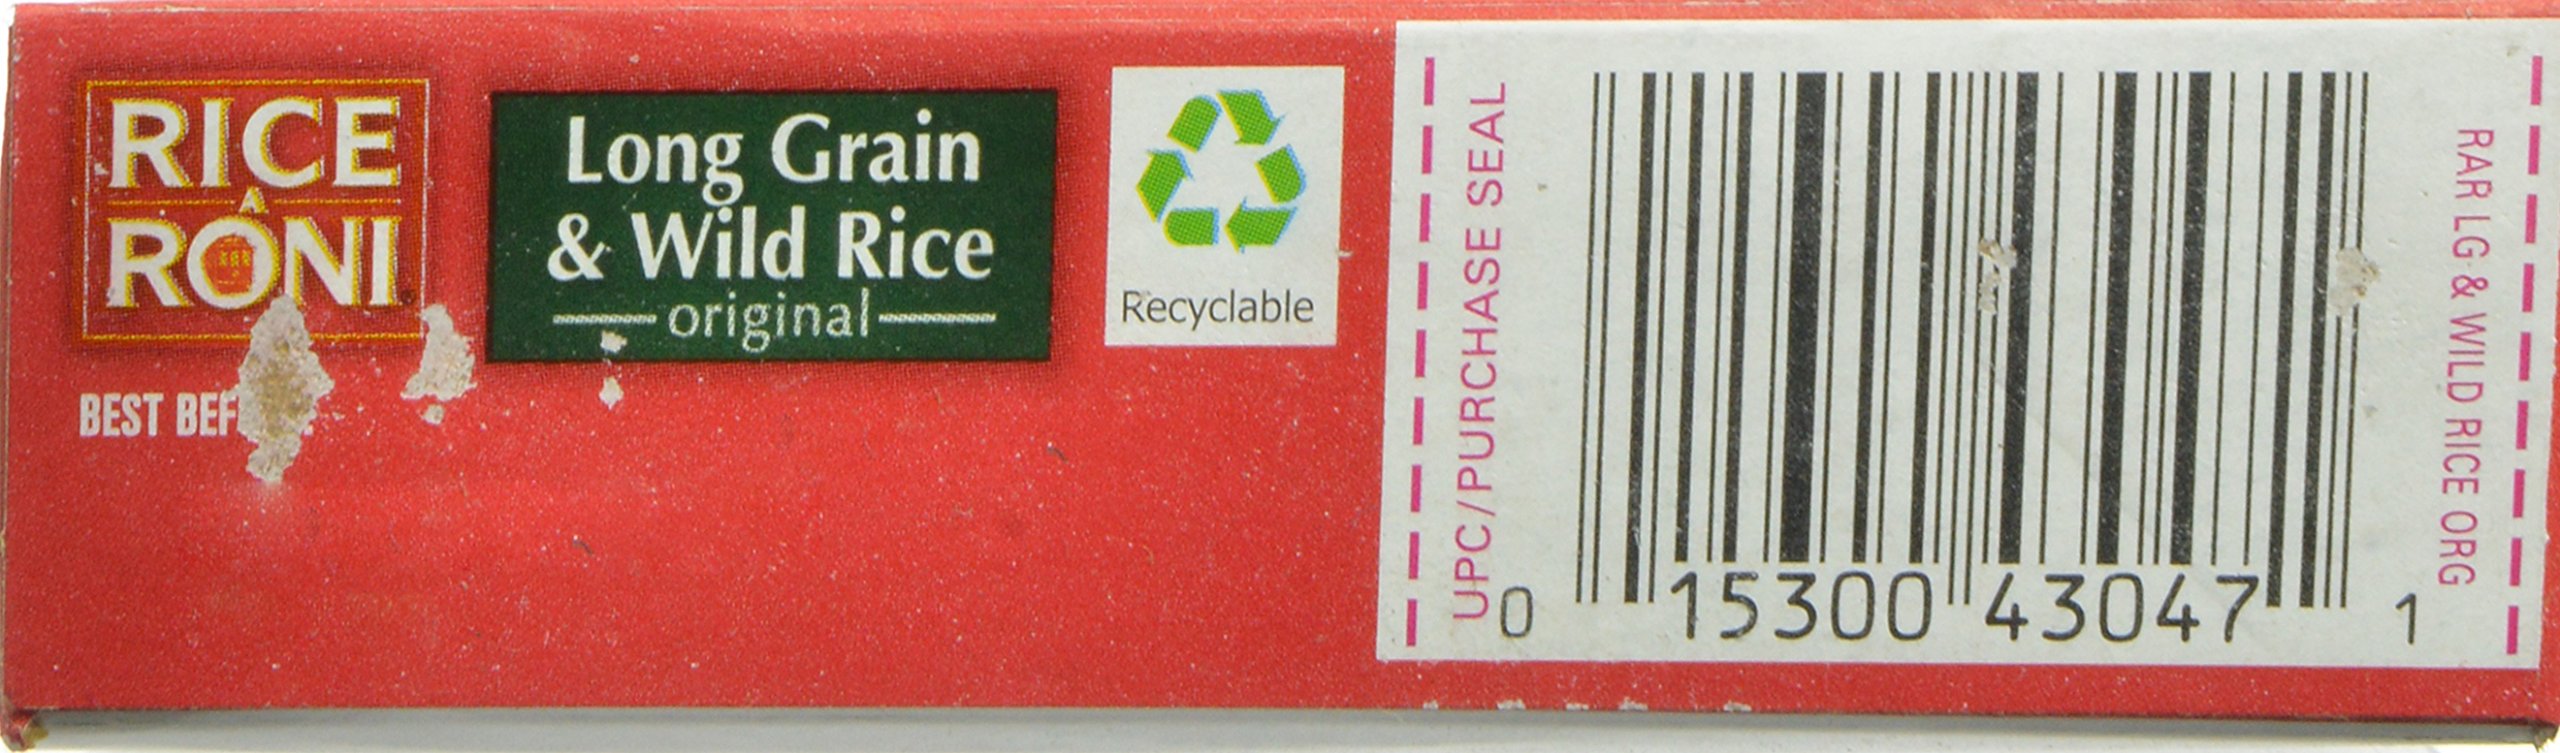 RICE
A
RONI
Long Grain
& Wild Rice
original
BEST
Recyclable
UPC/PURCHASE SEAL
0 15300 43047 1
RAR LG & WILD RICE ORG